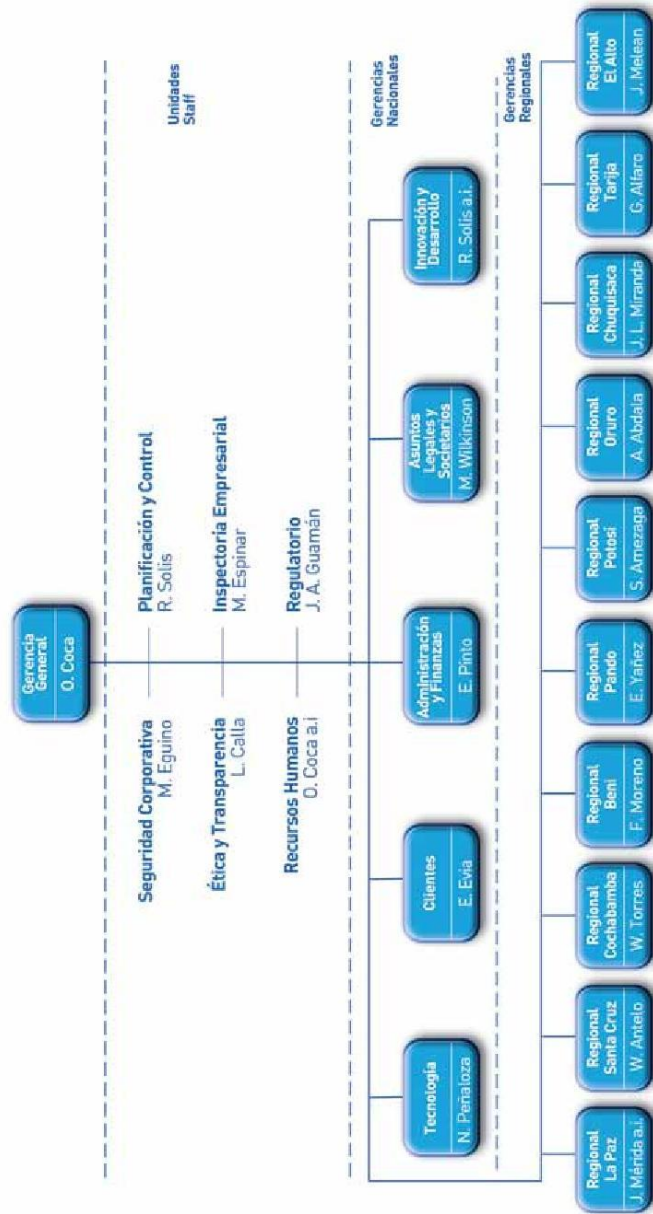 Gerencia
General
O. Coca
Seguridad Corporativa
M. Eguino
Planificación y Control
R. Solis
Ética y Transparencia
L. Calla
Inspectoria Empresarial
M. Espinar
Recursos Humanos
O. Coca a.i
Regulatorio
J. A. Guamán
Unidades
Staff
Tecnología
N. Peñaloza
Clientes
E. Evia
Administración
y Finanzas
E. Pinto
Asuntos
Legales y
Societarios
M. Wilkinson
Innovación y
Desarrollo
R. Solis a.i.
Gerencias
Nacionales
Gerencias
Regionales
Regional
La Paz
J. Mérida a.i.
Regional
Santa Cruz
W. Antelo
Regional
Cochabamba
W. Torres
Regional
Beni
F. Moreno
Regional
Pando
E. Yañez
Regional
Potosí
S. Amezaga
Regional
Oruro
A. Abdala
Regional
Chuquisaca
J. L. Miranda
Regional
Tarija
G. Alfaro
Regional
El Alto
J. Melean